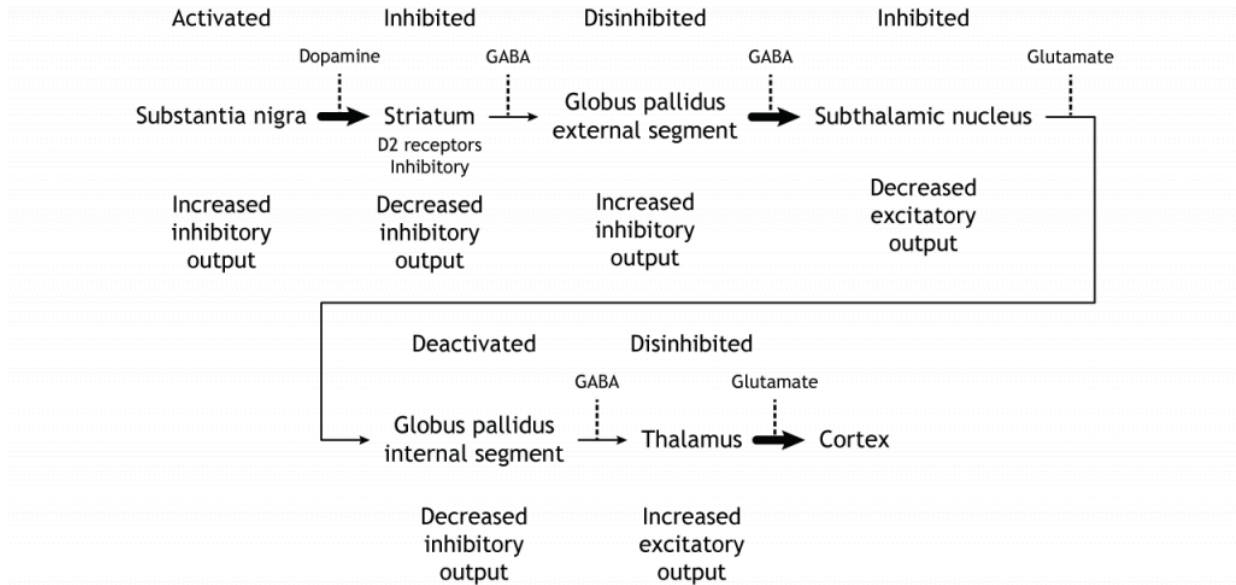 Activated Inhibited Disinhibited Inhibited
Dopamine GABA GABA Glutamate
Substantia nigra
Striatum
D2 receptors
Inhibitory
Globus pallidus
external segment
Subthalamic nucleus
Increased
inhibitory
output
Decreased
inhibitory
output
Increased
inhibitory
output
Decreased
excitatory
output
Deactivated Disinhibited
GABA Glutamate
Globus pallidus
internal segment
Thalamus
Cortex
Decreased
inhibitory
output
Increased
excitatory
output